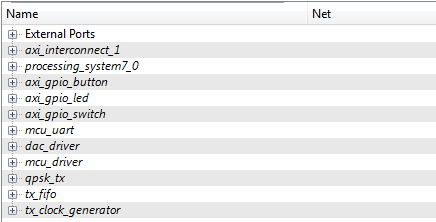 Name Net
External Ports
axi_interconnect_1
processing_system7_0
axi_gpio_button
axi_gpio_led
axi_gpio_switch
mcu_uart
dac_driver
mcu_driver
qpsk_tx
tx_fifo
tx_clock_generator